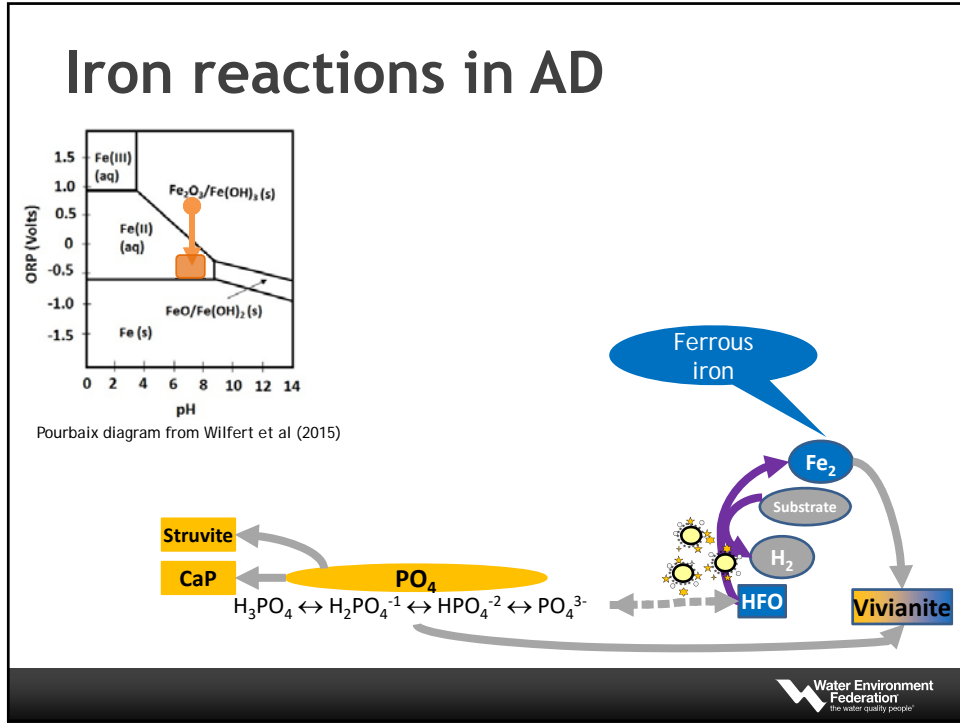 Iron reactions in AD
1.5
1.0
0.5
0
-0.5
-1.0
-1.5
ORP (Volts)
Fe(III)
(aq)
Fe₂O₃/Fe(OH)₃ (s)
Fe(II)
(aq)
FeO/Fe(OH)₂ (s)
Fe (s)
0 2 4 6 8 10 12 14
pH
Pourbaix diagram from Wilfert et al (2015)
Ferrous
iron
Fe₂
Substrate
H₂
HFO
Vivianite
Struvite
CaP
PO₄
H₃PO₄ ↔ H₂PO₄⁻¹ ↔ HPO₄⁻² ↔ PO₄³⁻
Water Environment
Federation
the water quality people®